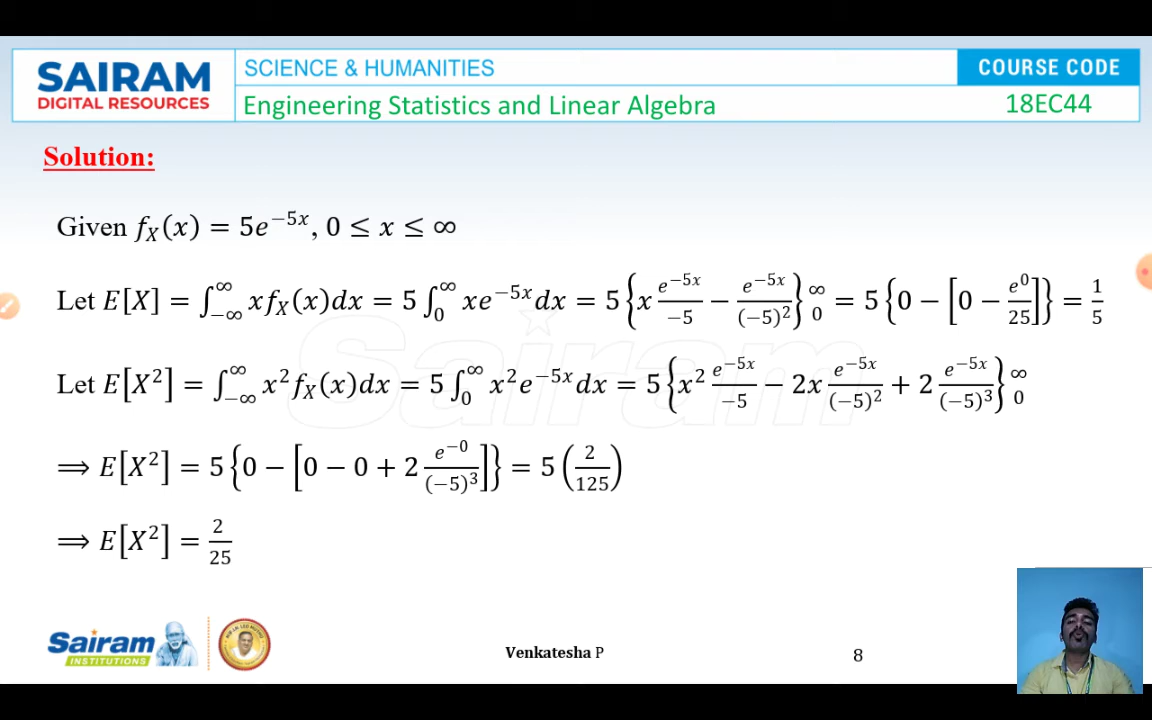 SAIRAM
DIGITAL RESOURCES
SCIENCE & HUMANITIES
Engineering Statistics and Linear Algebra
COURSE CODE
18EC44
Solution:
Given f_X(x) = 5e^{−5x}, 0 ≤ x ≤ ∞
Let E[X] = ∫_{−∞}^{∞} x f_X(x)dx = 5 ∫_0^∞ xe^{−5x}dx = 5 {x e^{−5x}/−5 − e^{−5x}/(−5)^2}_0^∞ = 5 {0 − [0 − e^0/25]} = 1/5
Let E[X^2] = ∫_{−∞}^{∞} x^2 f_X(x)dx = 5 ∫_0^∞ x^2 e^{−5x}dx = 5 {x^2 e^{−5x}/−5 − 2x e^{−5x}/(−5)^2 + 2 e^{−5x}/(−5)^3}_0^∞
⟹ E[X^2] = 5 {0 − [0 − 0 + 2 e^{−0}/(−5)^3]} = 5 (2/125)
⟹ E[X^2] = 2/25
Sairam
Sairam
INSTITUTIONS
Venkatesha P
8